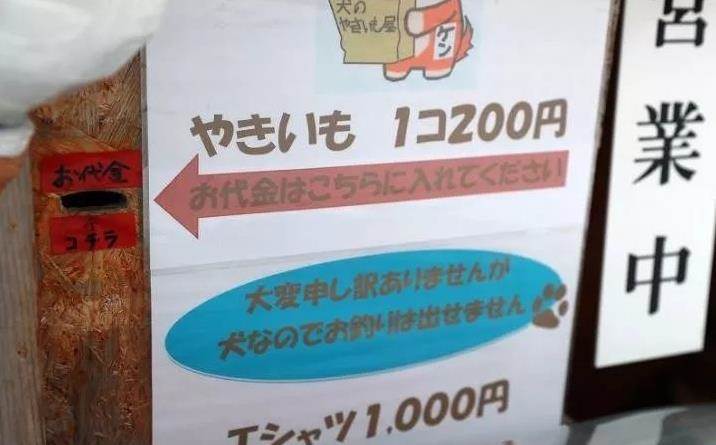 犬の
やきいも屋
ケン
やきいも 1コ200円
お代金はこちらに入れてください
お代金
コチラ
大変申し訳ありませんが
犬なのでお釣りは出せません
Tシャツ1,000円
営業中